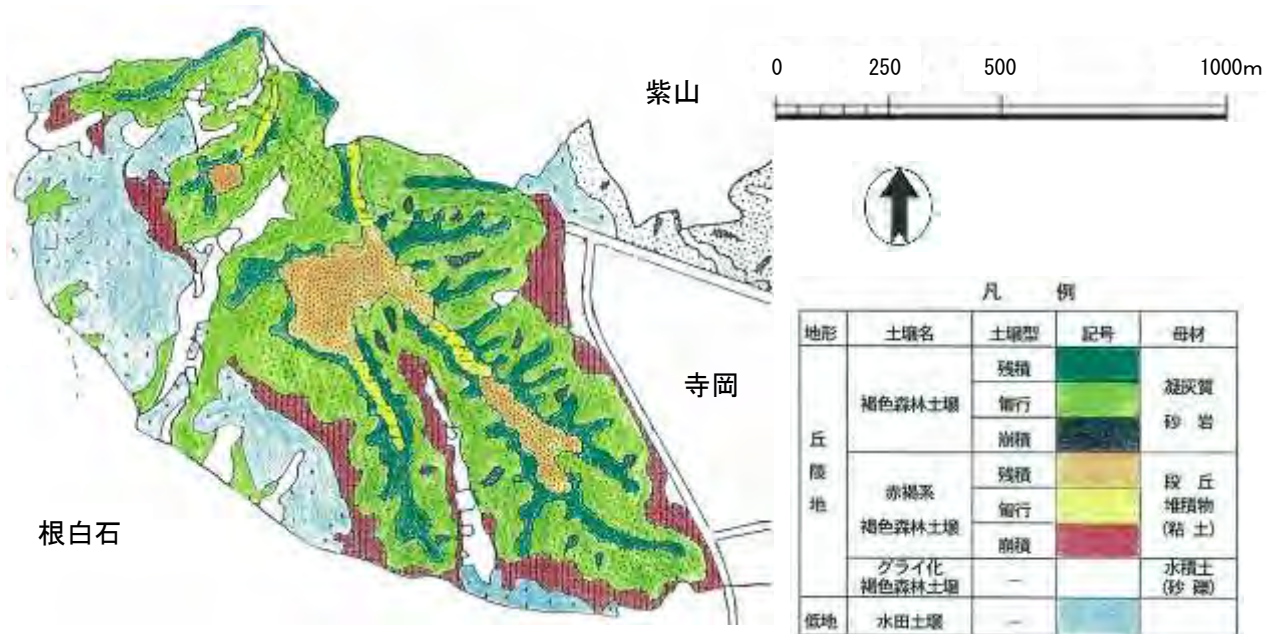 紫山
0 250 500 1000m
寺岡
根白石
凡 例
地形 土壌名 土壌型 記号 母材
丘陵地 褐色森林土壌 残積 凝灰質砂岩
匍行
崩積
赤褐系褐色森林土壌 残積 段丘堆積物(粘土)
匍行
崩積
グライ化褐色森林土壌 － 水積土(砂礫)
低地 水田土壌 －